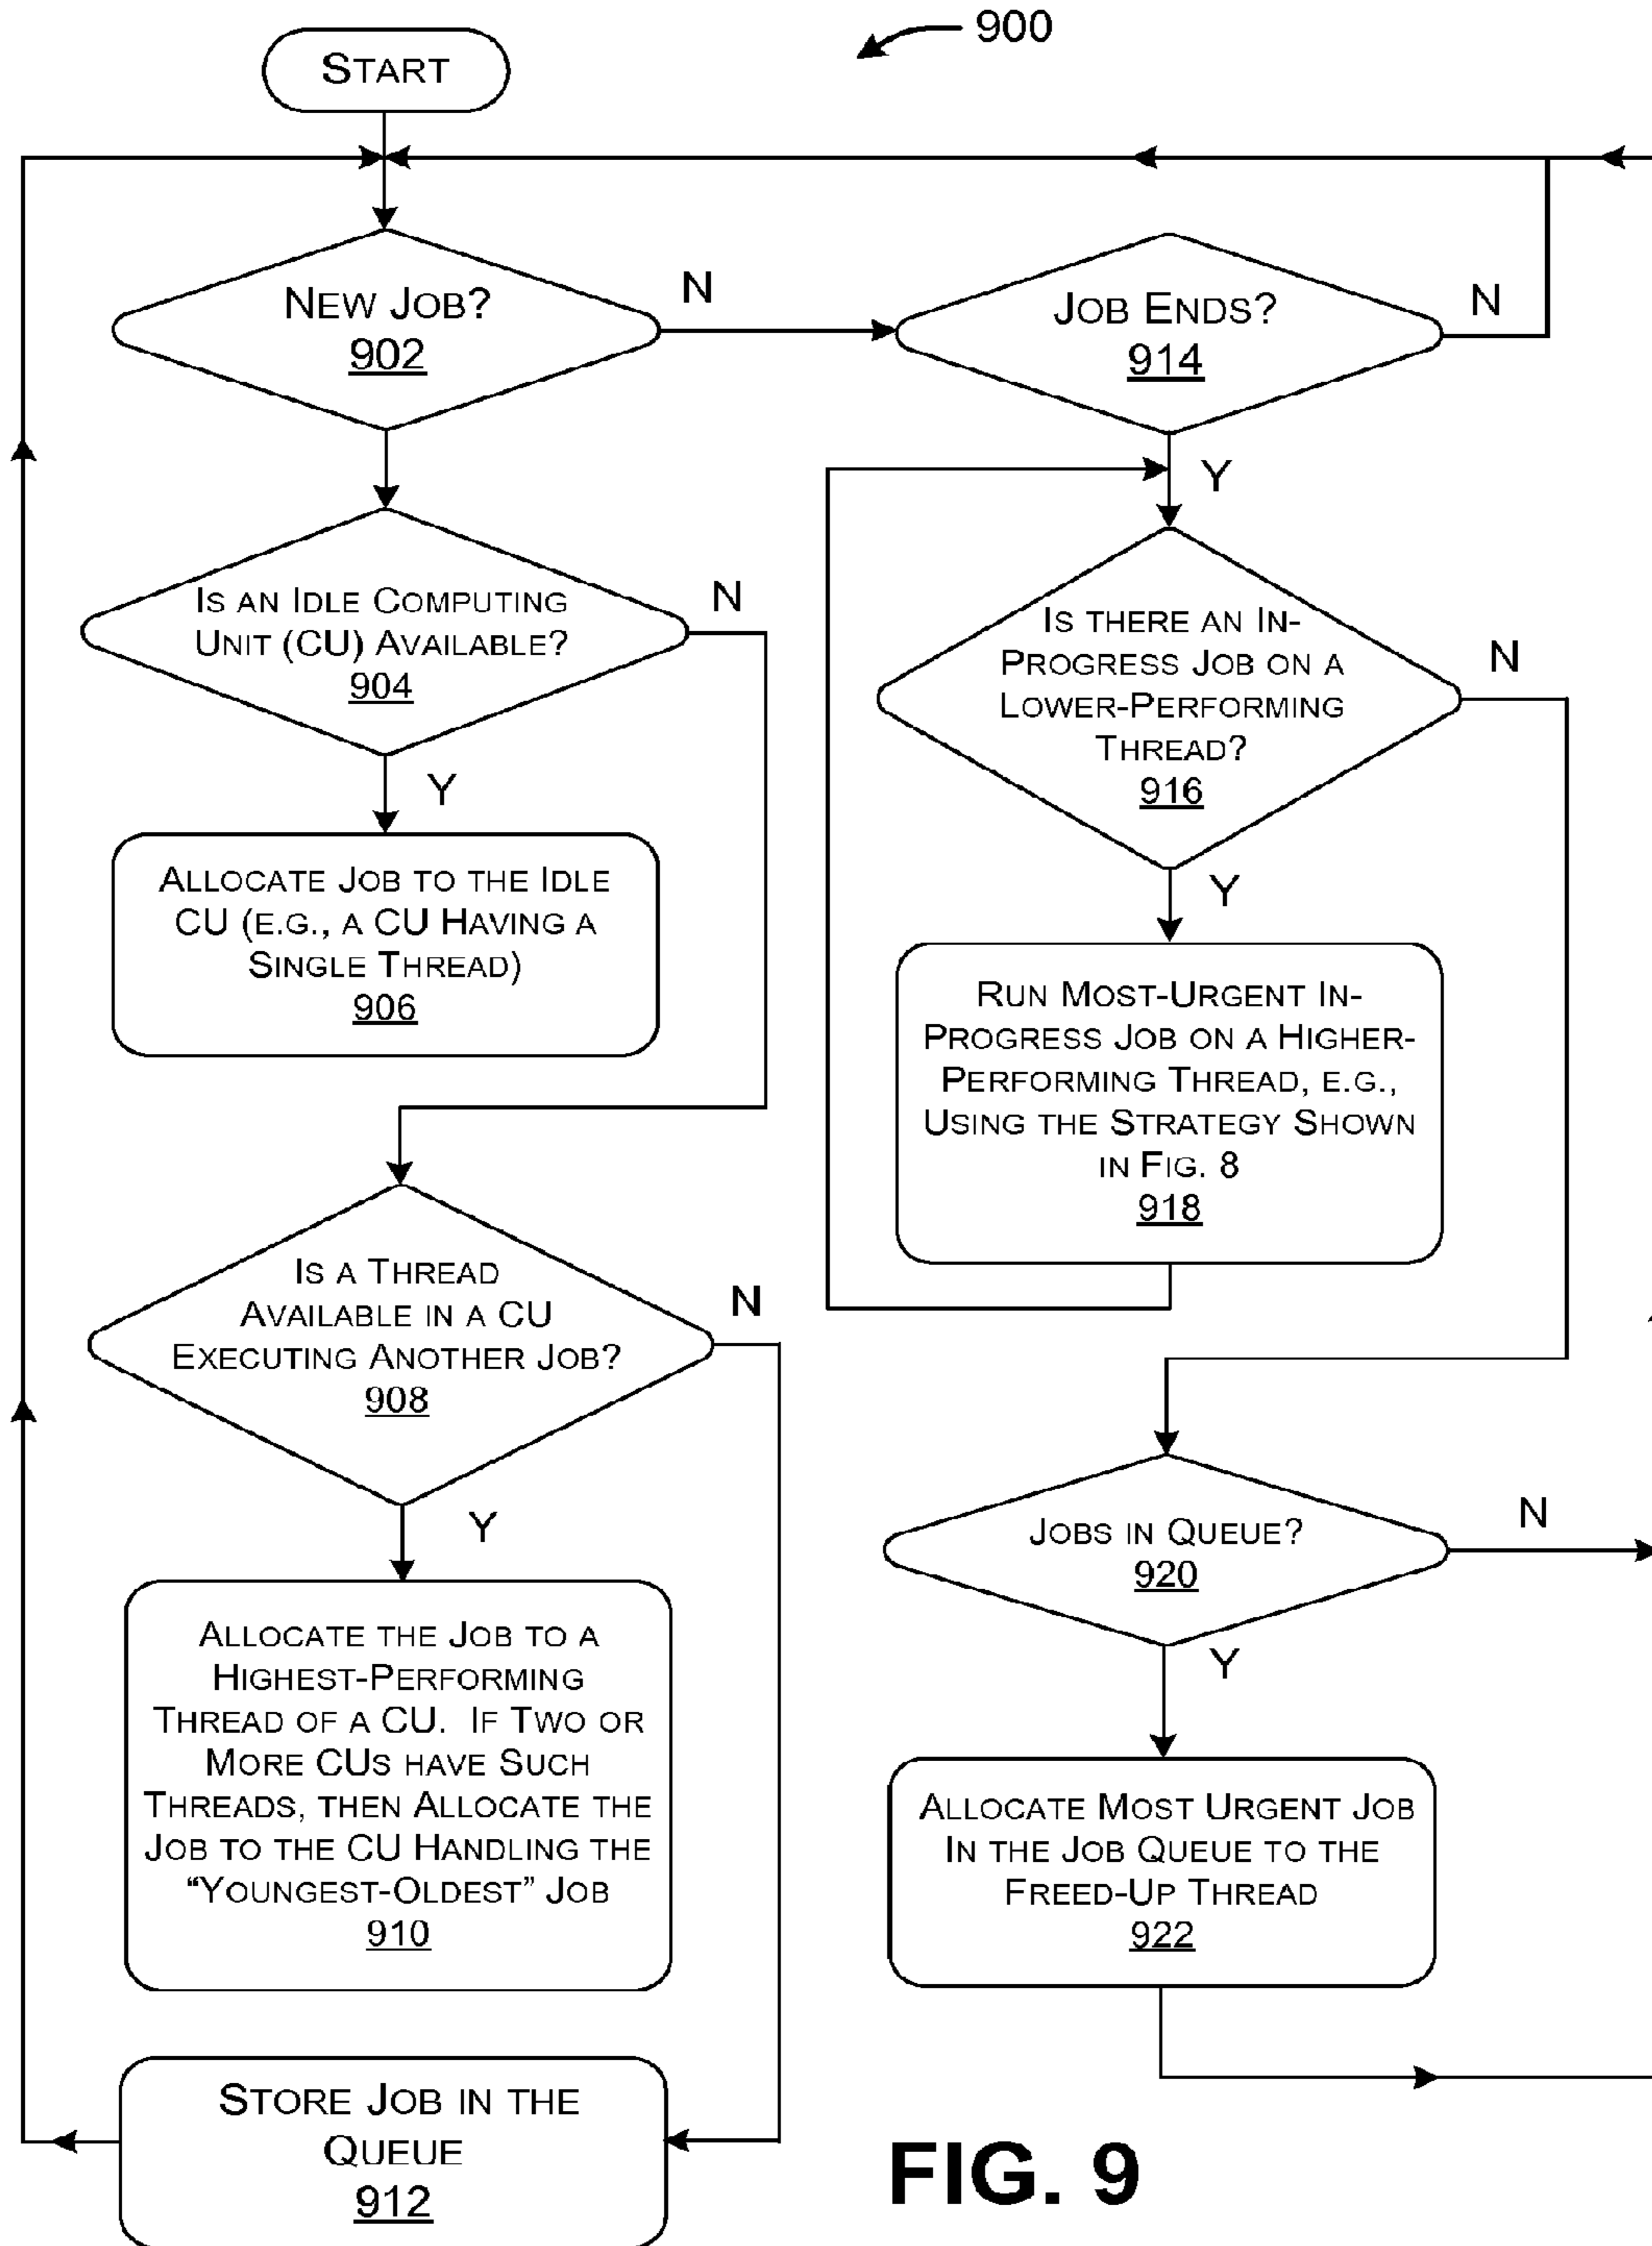 900
START
NEW JOB?
902
N
JOB ENDS?
914
N
Y
IS AN IDLE COMPUTING
UNIT (CU) AVAILABLE?
904
N
Y
ALLOCATE JOB TO THE IDLE
CU (E.G., A CU HAVING A
SINGLE THREAD)
906
IS A THREAD
AVAILABLE IN A CU
EXECUTING ANOTHER JOB?
908
N
Y
ALLOCATE THE JOB TO A
HIGHEST-PERFORMING
THREAD OF A CU. IF TWO OR
MORE CUS HAVE SUCH
THREADS, THEN ALLOCATE THE
JOB TO THE CU HANDLING THE
“YOUNGEST-OLDEST” JOB
910
STORE JOB IN THE
QUEUE
912
IS THERE AN IN-
PROGRESS JOB ON A
LOWER-PERFORMING
THREAD?
916
N
Y
RUN MOST-URGENT IN-
PROGRESS JOB ON A HIGHER-
PERFORMING THREAD, E.G.,
USING THE STRATEGY SHOWN
IN FIG. 8
918
JOBS IN QUEUE?
920
N
Y
ALLOCATE MOST URGENT JOB
IN THE JOB QUEUE TO THE
FREED-UP THREAD
922
FIG. 9